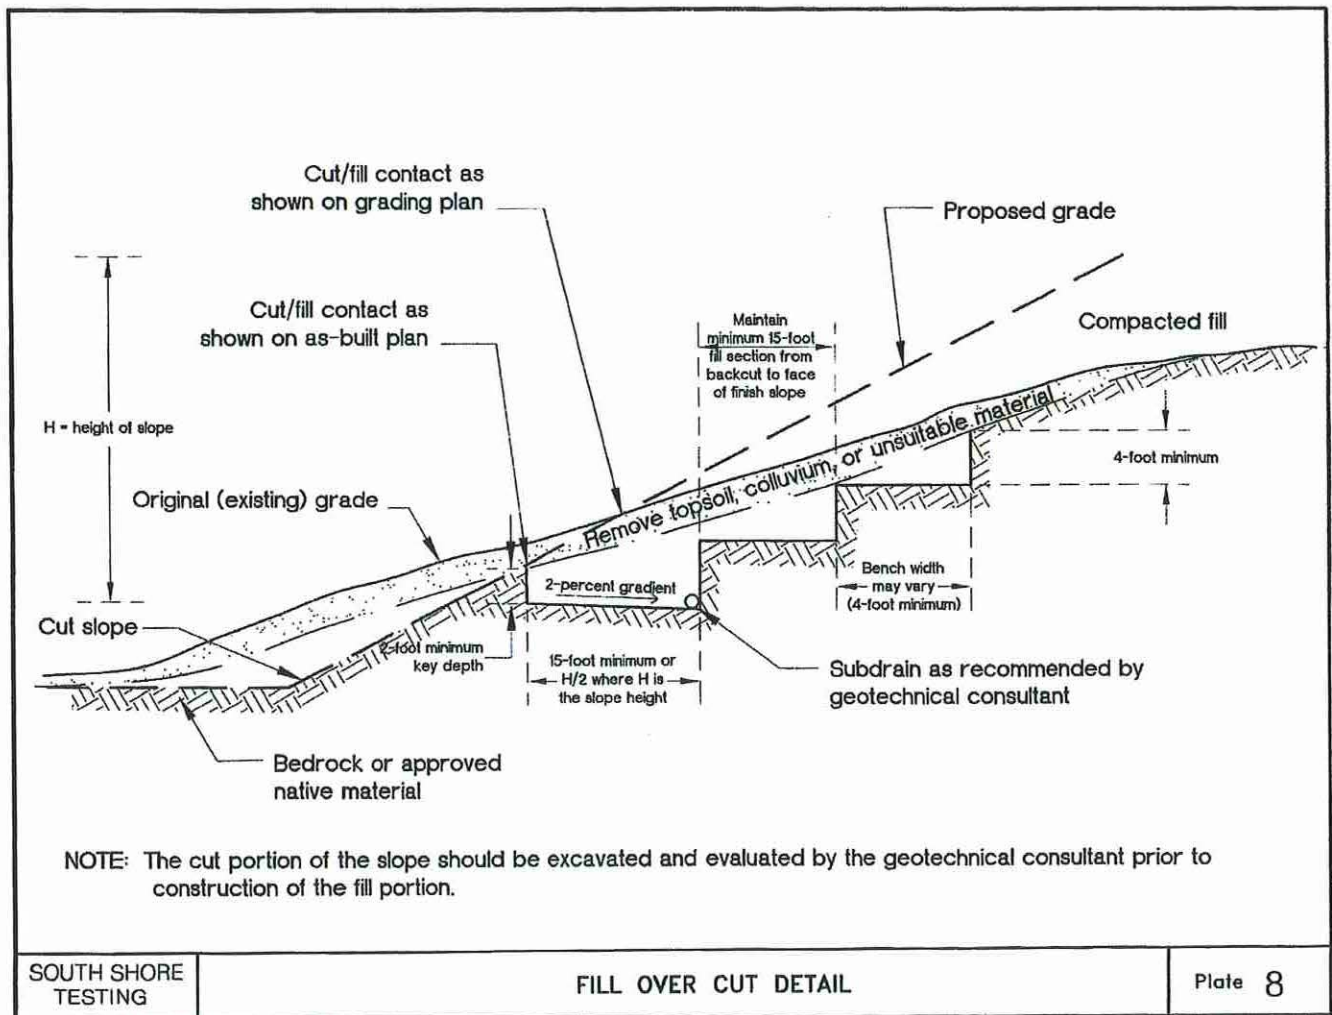 Cut/fill contact as
shown on grading plan
Proposed grade
Cut/fill contact as
shown on as-built plan
Maintain
minimum 15-foot
fill section from
backcut to face
of finish slope
Compacted fill
H = height of slope
Remove topsoil, colluvium, or unsuitable material
4-foot minimum
Original (existing) grade
2-percent gradient
Bench width
may vary
(4-foot minimum)
Cut slope
2-foot minimum
key depth
15-foot minimum or
H/2 where H is
the slope height
Subdrain as recommended by
geotechnical consultant
Bedrock or approved
native material
NOTE: The cut portion of the slope should be excavated and evaluated by the geotechnical consultant prior to
construction of the fill portion.
SOUTH SHORE
TESTING
FILL OVER CUT DETAIL
Plate 8